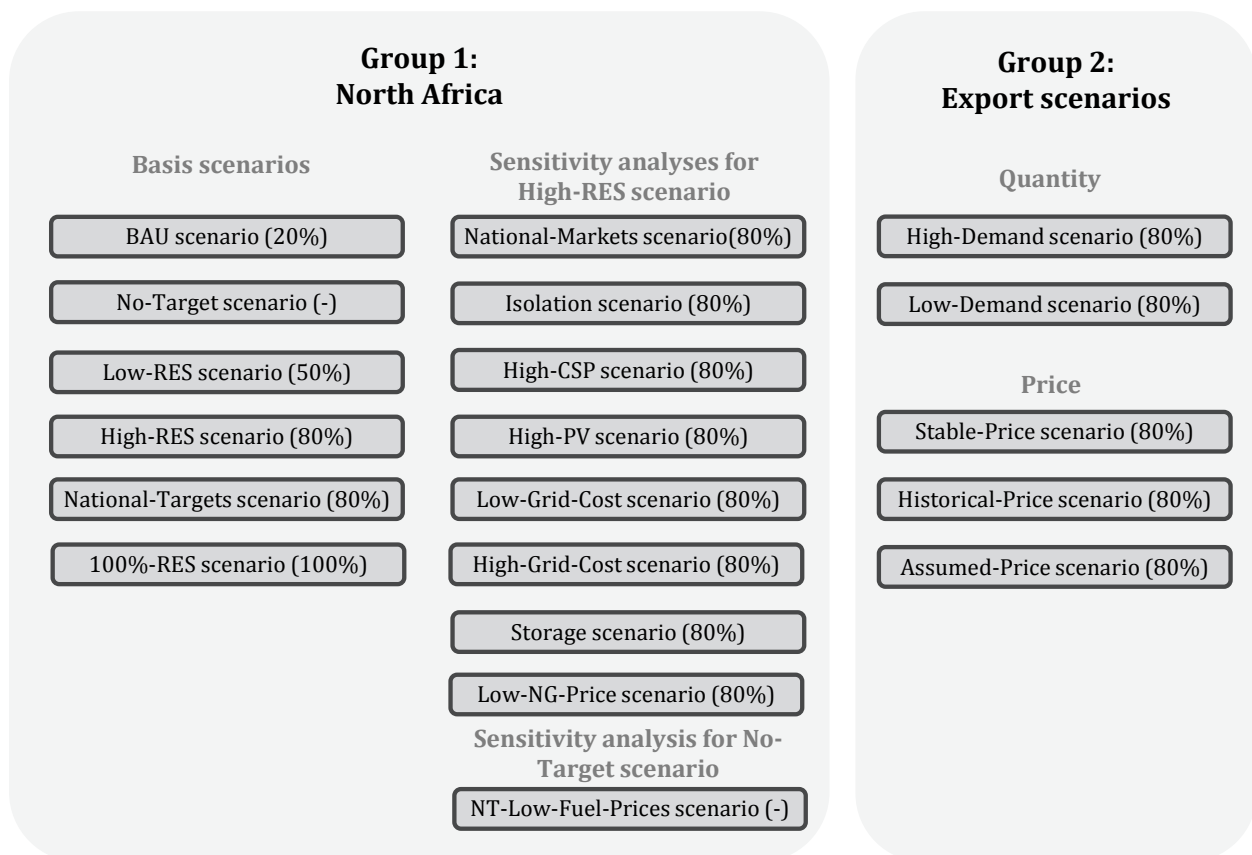 Group 1:
North Africa
Basis scenarios
BAU scenario (20%)
No-Target scenario (-)
Low-RES scenario (50%)
High-RES scenario (80%)
National-Targets scenario (80%)
100%-RES scenario (100%)
Sensitivity analyses for
High-RES scenario
National-Markets scenario(80%)
Isolation scenario (80%)
High-CSP scenario (80%)
High-PV scenario (80%)
Low-Grid-Cost scenario (80%)
High-Grid-Cost scenario (80%)
Storage scenario (80%)
Low-NG-Price scenario (80%)
Sensitivity analysis for No-
Target scenario
NT-Low-Fuel-Prices scenario (-)
Group 2:
Export scenarios
Quantity
High-Demand scenario (80%)
Low-Demand scenario (80%)
Price
Stable-Price scenario (80%)
Historical-Price scenario (80%)
Assumed-Price scenario (80%)